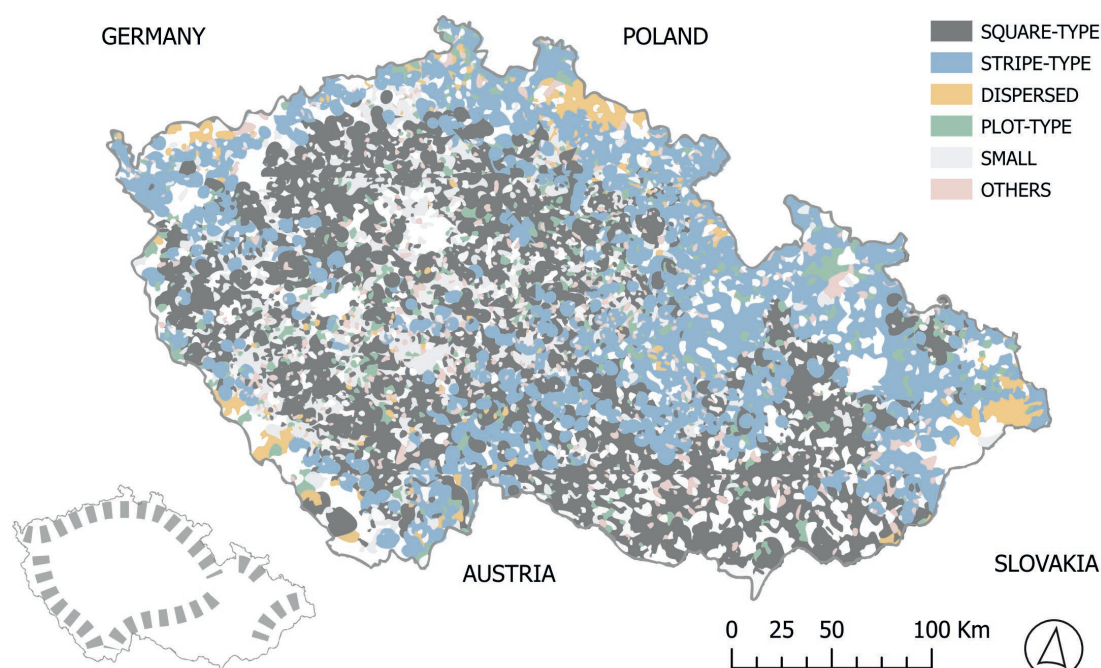 GERMANY
POLAND
SQUARE-TYPE
STRIPE-TYPE
DISPERSED
PLOT-TYPE
SMALL
OTHERS
AUSTRIA
SLOVAKIA
0 25 50 100 Km